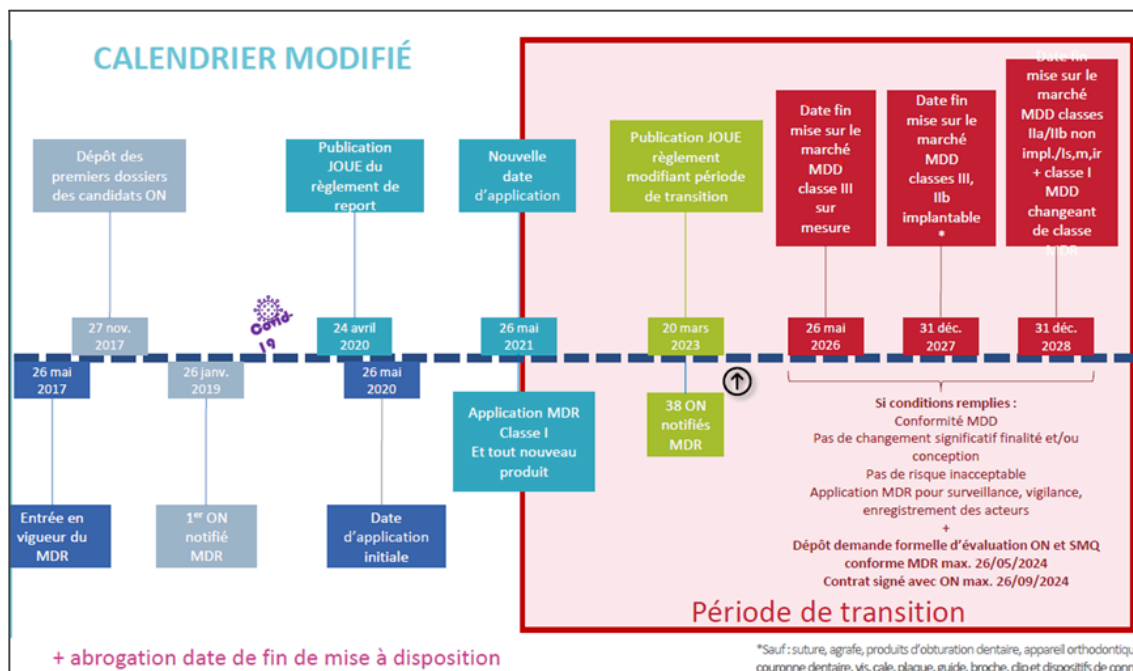 CALENDRIER MODIFIÉ
Dépôt des
premiers dossiers
des candidats ON
Publication
JOUE du
règlement de
report
Nouvelle
date
d'application
Publication JOUE
règlement
modifiant période
de transition
Date fin
mise sur le
marché
MDD
classe III
sur
mesure
Date fin
mise sur le
marché
MDD
classes III,
IIb
implantable
*
Date fin
mise sur le
marché
MDD classes
IIa/IIb non
impl./Is,m,ir
+ classe I
MDD
changeant
de classe
MDR
27 nov.
2017
Covid-
19
24 avril
2020
26 mai
2021
20 mars
2023
26 mai
2026
31 déc.
2027
31 déc.
2028
26 mai
2017
26 janv.
2019
26 mai
2020
Entrée en
vigueur du
MDR
1er ON
notifié
MDR
Date
d'application
initiale
Application MDR
Classe I
Et tout nouveau
produit
38 ON
notifiés
MDR
Si conditions remplies :
Conformité MDD
Pas de changement significatif finalité et/ou
conception
Pas de risque inacceptable
Application MDR pour surveillance, vigilance,
enregistrement des acteurs
+
Dépôt demande formelle d'évaluation ON et SMQ
conforme MDR max. 26/05/2024
Contrat signé avec ON max. 26/09/2024
Période de transition
+ abrogation date de fin de mise à disposition
*Sauf : suture, agrafe, produits d'obturation dentaire, appareil orthodontiqu
couronne dentaire, vis, cale, plaque, guide, broche, clip et dispositifs de